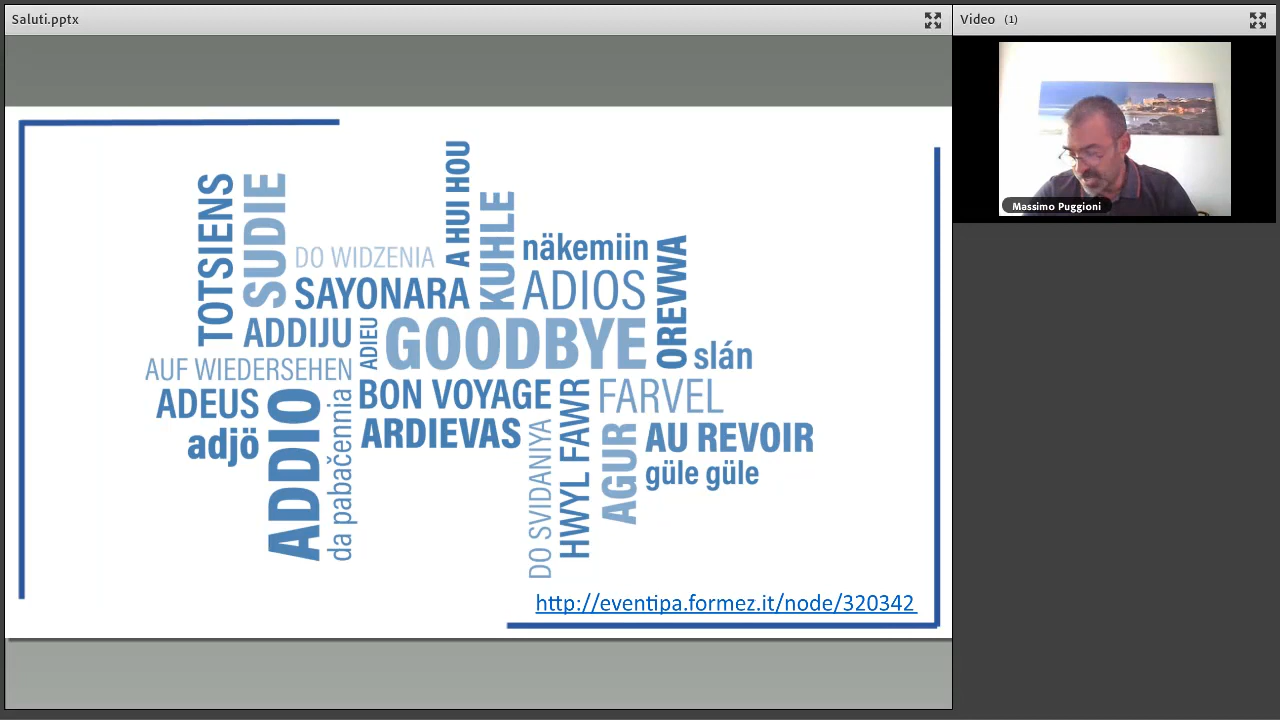 Saluti.pptx
Video (1)
Massimo Puggioni
TOTSIENS
SUDIE
DO WIDZENIA
A HUI HOU
KUHLE
näkemiin
SAYONARA
ADIOS
OREVWA
ADDIJU
ADIEU
GOODBYE
slán
AUF WIEDERSEHEN
ADEUS
BON VOYAGE
FARVEL
adjö
ADDIO
da pabačennia
ARDIEVAS
DO SVIDANIYA
HWYL FAWR
AGUR
AU REVOIR
güle güle
http://eventipa.formez.it/node/320342